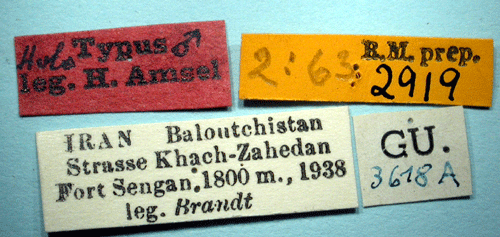 Holo Typus ♂
leg. H. Amsel
R.M. prep.
2:63: 2919
IRAN Baloutchistan
Strasse Khach-Zahedan
Fort Sengan, 1800 m., 1938
leg. Brandt
GU.
3618 A